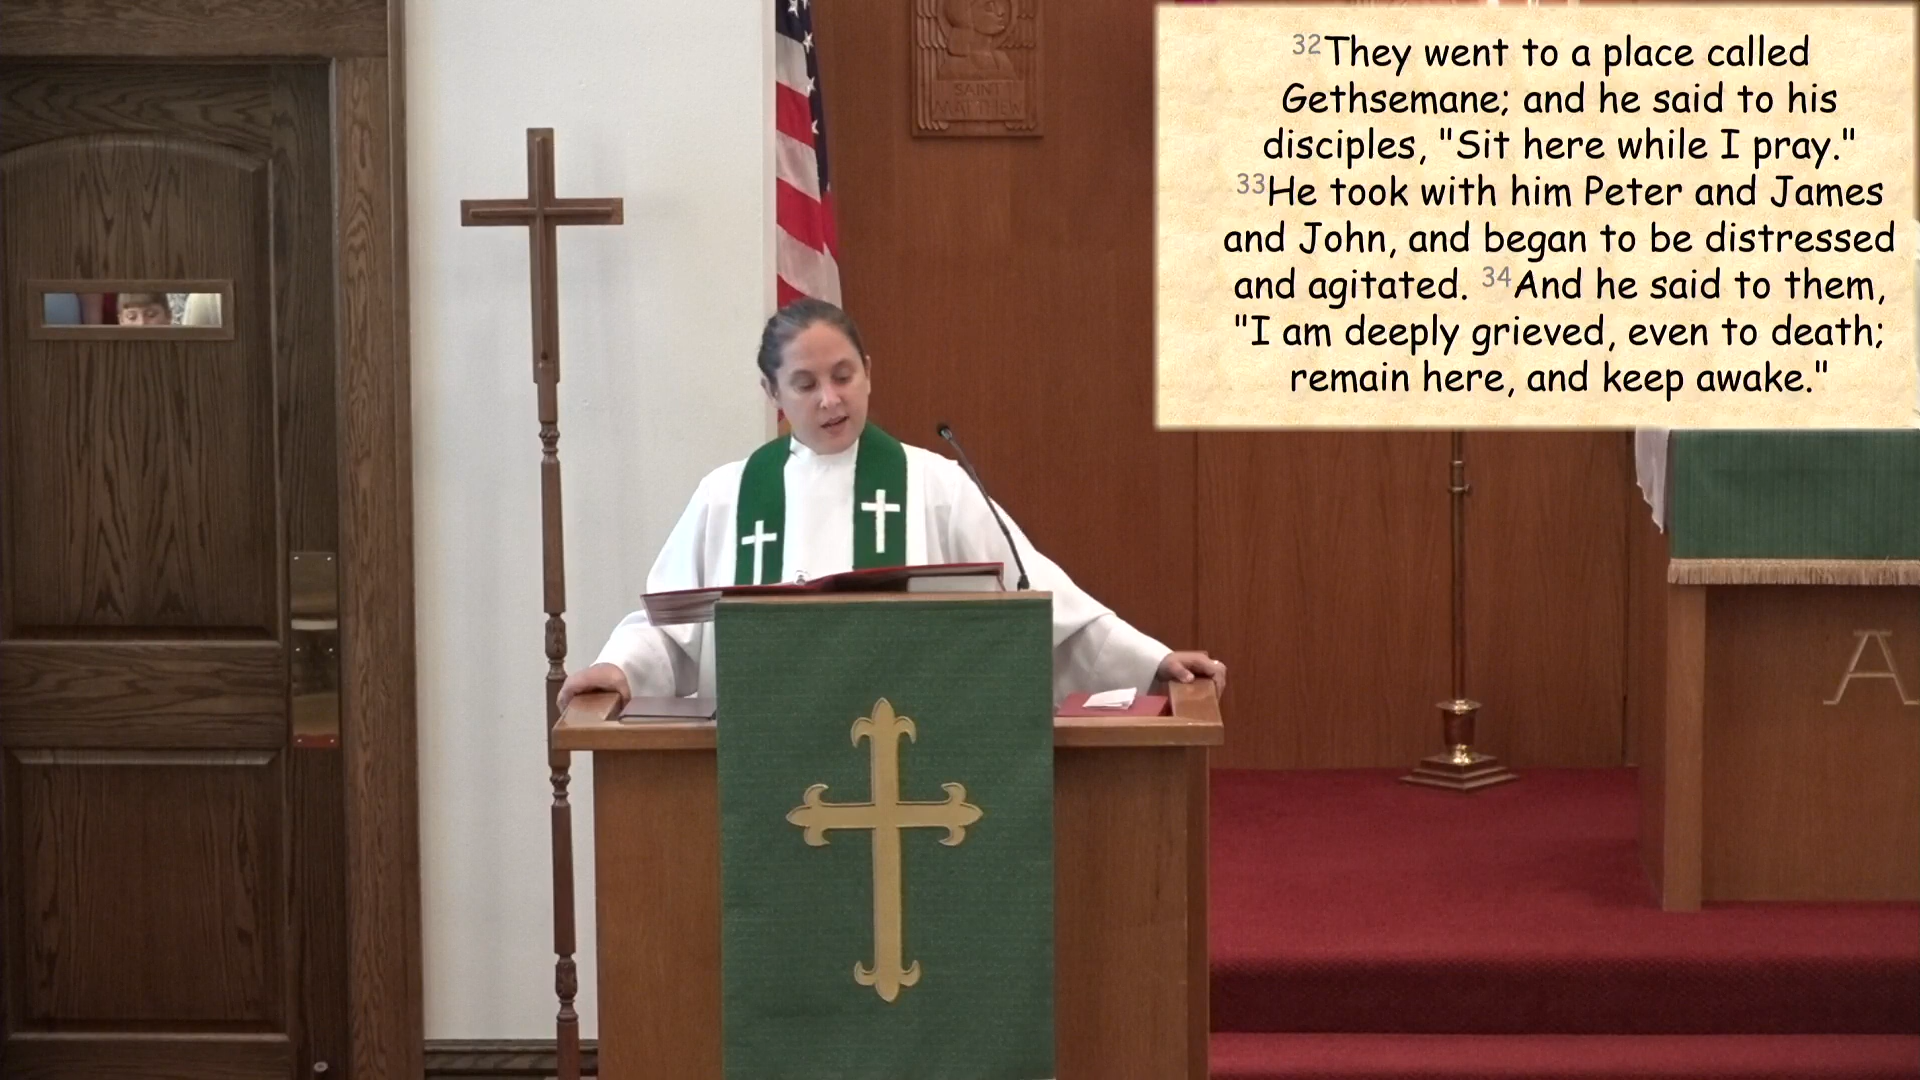 32They went to a place called
Gethsemane; and he said to his
disciples, "Sit here while I pray."
33He took with him Peter and James
and John, and began to be distressed
and agitated. 34And he said to them,
"I am deeply grieved, even to death;
remain here, and keep awake."
SAINT
MATTHEW
A